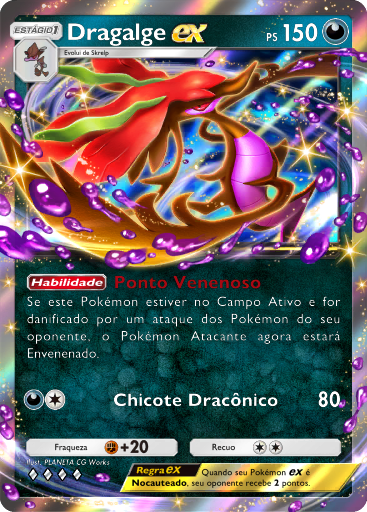 ESTÁGIO 1
Dragalge ex
PS 150
Evolui de Skrelp
Habilidade Ponto Venenoso
Se este Pokémon estiver no Campo Ativo e for
danificado por um ataque dos Pokémon do seu
oponente, o Pokémon Atacante agora estará
Envenenado.
Chicote Dracônico 80
Fraqueza +20
Recuo
Ilust. PLANETA CG Works
Regra ex
Quando seu Pokémon ex é
Nocauteado, seu oponente recebe 2 pontos.